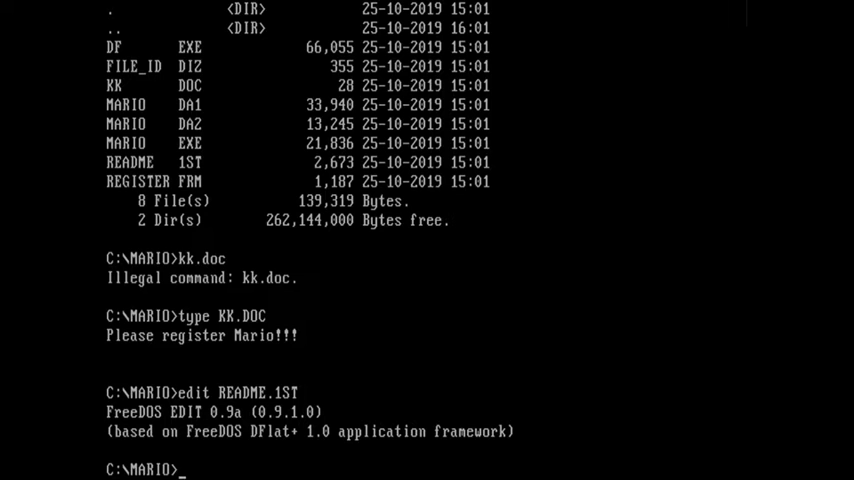 .            <DIR>            25-10-2019 15:01
..           <DIR>            25-10-2019 16:01
DF       EXE           66,055 25-10-2019 15:01
FILE_ID  DIZ              355 25-10-2019 15:01
KK       DOC               28 25-10-2019 15:01
MARIO    DA1           33,940 25-10-2019 15:01
MARIO    DA2           13,245 25-10-2019 15:01
MARIO    EXE           21,836 25-10-2019 15:01
README   1ST            2,673 25-10-2019 15:01
REGISTER FRM            1,187 25-10-2019 15:01
8 File(s)             139,319 Bytes.
2 Dir(s)          262,144,000 Bytes free.
C:\MARIO>kk.doc
Illegal command: kk.doc.
C:\MARIO>type KK.DOC
Please register Mario!!!
C:\MARIO>edit README.1ST
FreeDOS EDIT 0.9a (0.9.1.0)
(based on FreeDOS DFlat+ 1.0 application framework)
C:\MARIO>_